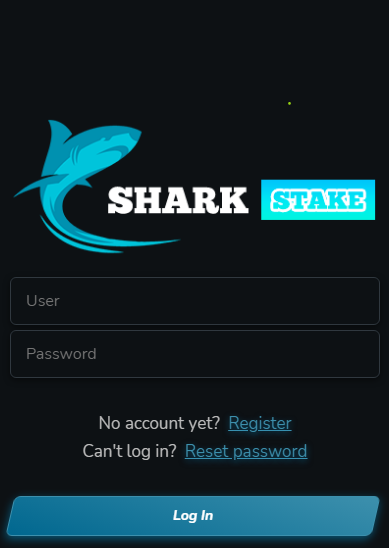 SHARK STAKE
User
Password
No account yet? Register
Can't log in? Reset password
Log In